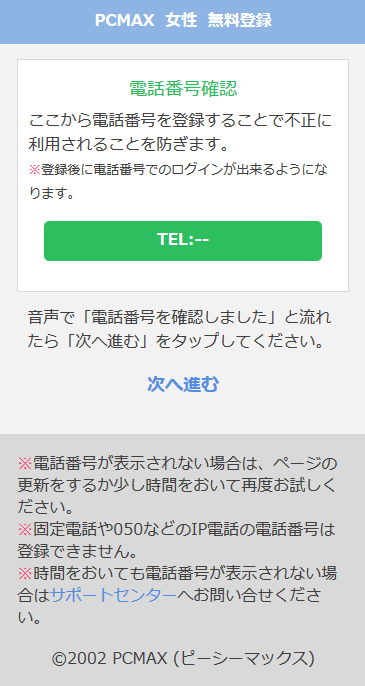 PCMAX 女性 無料登録
電話番号確認
ここから電話番号を登録することで不正に
利用されることを防ぎます。
※登録後に電話番号でのログインが出来るようにな
ります。
TEL:--
音声で「電話番号を確認しました」と流れ
たら「次へ進む」をタップしてください。
次へ進む
※電話番号が表示されない場合は、ページの
更新をするか少し時間をおいて再度お試しく
ださい。
※固定電話や050などのIP電話の電話番号は
登録できません。
※時間をおいても電話番号が表示されない場
合はサポートセンターへお問い合せくださ
い。
©2002 PCMAX (ピーシーマックス)